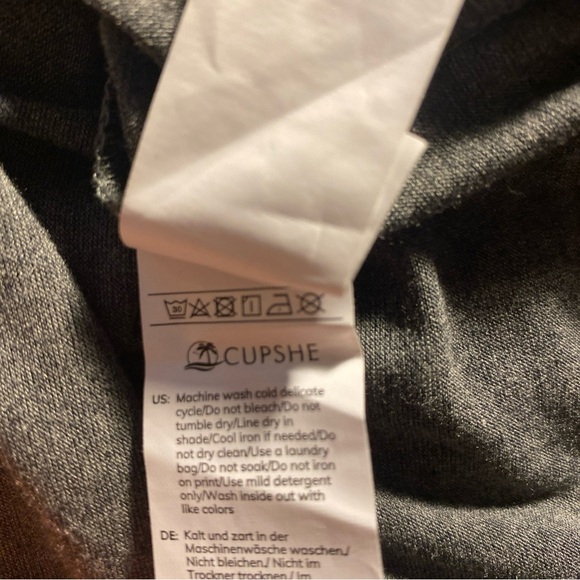 30
CUPSHE
US: Machine wash cold delicate
cycle/Do not bleach/Do not
tumble dry/Line dry in
shade/Cool iron if needed/Do
not dry clean/Use a laundry
bag/Do not soak/Do not iron
on print/Use mild detergent
only/Wash inside out with
like colors
DE: Kalt und zart in der
Maschinenwäsche waschen./
Nicht bleichen./ Nicht im
Trockner trocknen./ Im